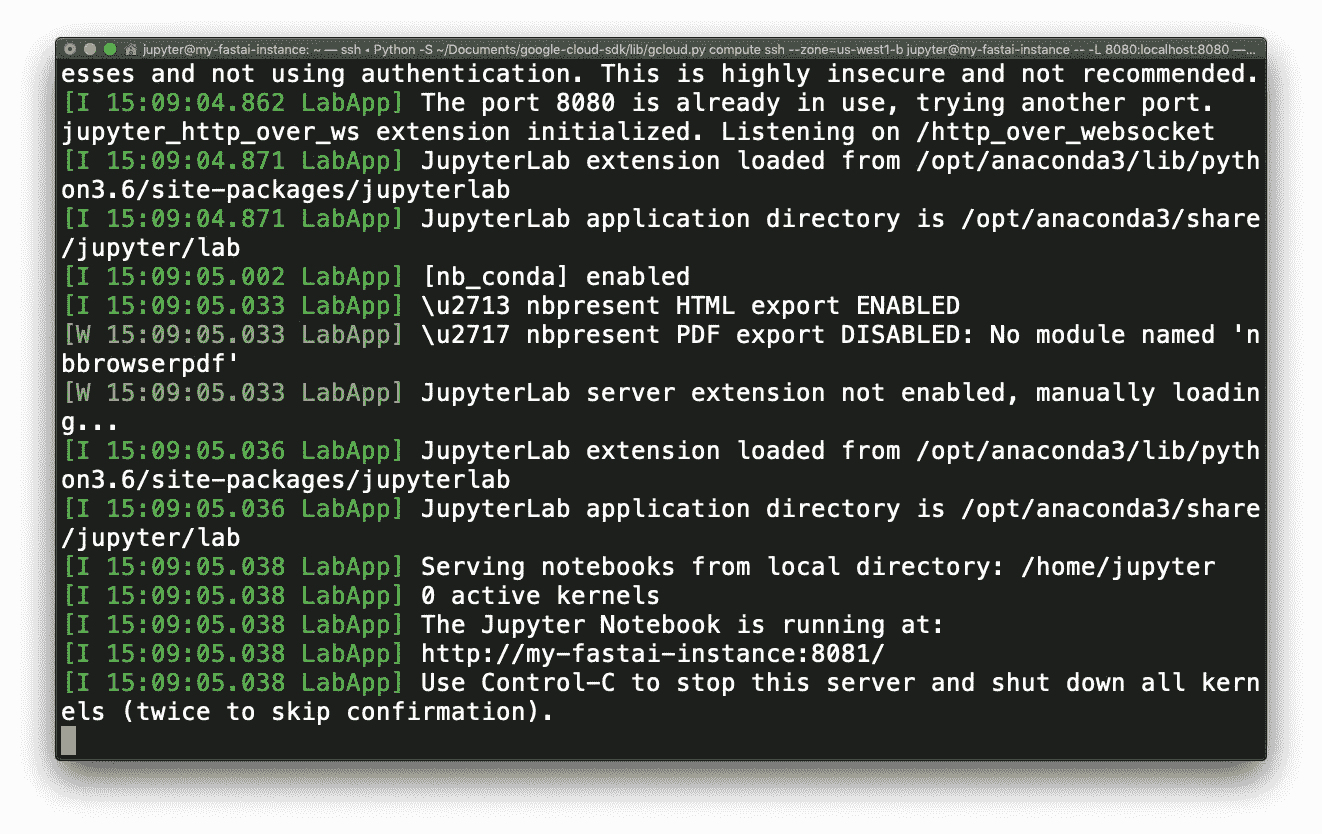 jupyter@my-fastai-instance: ~ — ssh ◂ Python -S ~/Documents/google-cloud-sdk/lib/gcloud.py compute ssh --zone=us-west1-b jupyter@my-fastai-instance -- -L 8080:localhost:8080 —...
esses and not using authentication. This is highly insecure and not recommended.
[I 15:09:04.862 LabApp] The port 8080 is already in use, trying another port.
jupyter_http_over_ws extension initialized. Listening on /http_over_websocket
[I 15:09:04.871 LabApp] JupyterLab extension loaded from /opt/anaconda3/lib/pyth
on3.6/site-packages/jupyterlab
[I 15:09:04.871 LabApp] JupyterLab application directory is /opt/anaconda3/share
/jupyter/lab
[I 15:09:05.002 LabApp] [nb_conda] enabled
[I 15:09:05.033 LabApp] \u2713 nbpresent HTML export ENABLED
[W 15:09:05.033 LabApp] \u2717 nbpresent PDF export DISABLED: No module named 'n
bbrowserpdf'
[W 15:09:05.033 LabApp] JupyterLab server extension not enabled, manually loadin
g...
[I 15:09:05.036 LabApp] JupyterLab extension loaded from /opt/anaconda3/lib/pyth
on3.6/site-packages/jupyterlab
[I 15:09:05.036 LabApp] JupyterLab application directory is /opt/anaconda3/share
/jupyter/lab
[I 15:09:05.038 LabApp] Serving notebooks from local directory: /home/jupyter
[I 15:09:05.038 LabApp] 0 active kernels
[I 15:09:05.038 LabApp] The Jupyter Notebook is running at:
[I 15:09:05.038 LabApp] http://my-fastai-instance:8081/
[I 15:09:05.038 LabApp] Use Control-C to stop this server and shut down all kern
els (twice to skip confirmation).